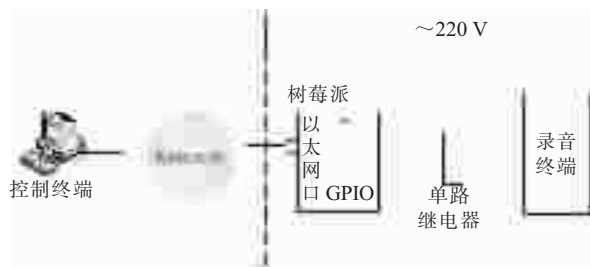 ～220 V
树莓派
以太网口
GPIO
控制终端
单路
继电器
录音
终端